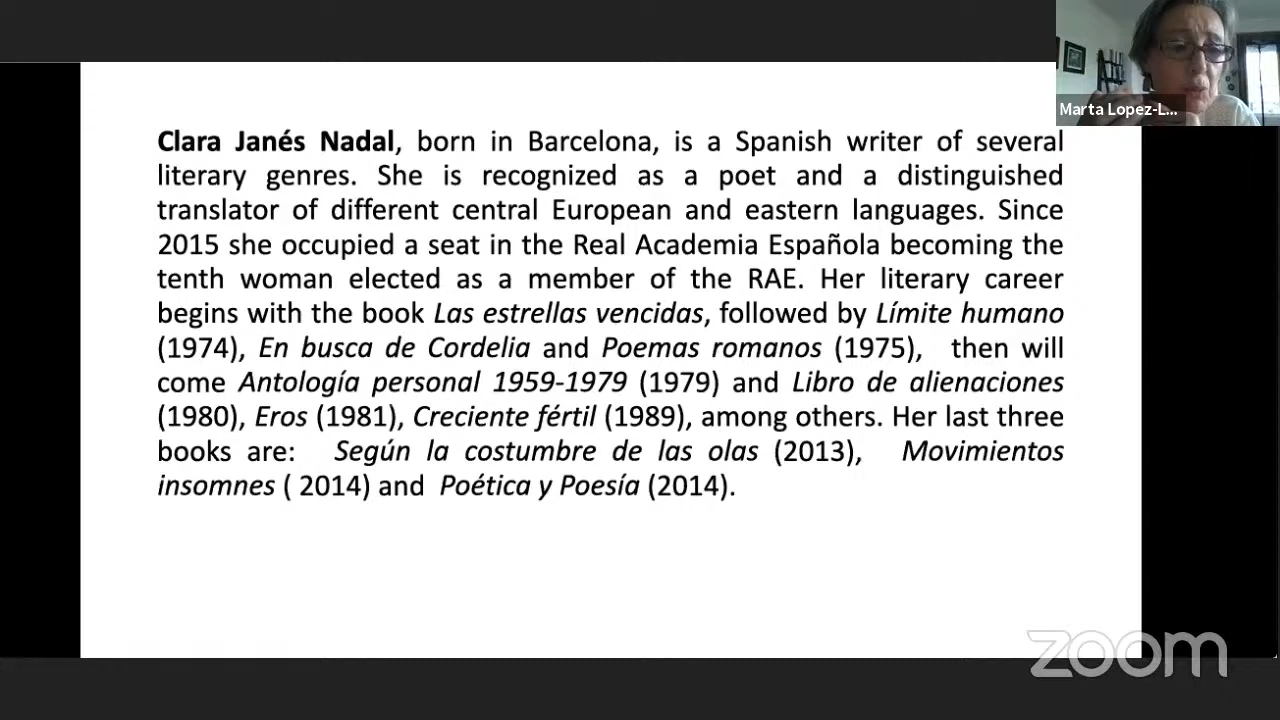 Marta Lopez-L...
Clara Janés Nadal, born in Barcelona, is a Spanish writer of several
literary genres. She is recognized as a poet and a distinguished
translator of different central European and eastern languages. Since
2015 she occupied a seat in the Real Academia Española becoming the
tenth woman elected as a member of the RAE. Her literary career
begins with the book Las estrellas vencidas, followed by Límite humano
(1974), En busca de Cordelia and Poemas romanos (1975), then will
come Antología personal 1959-1979 (1979) and Libro de alienaciones
(1980), Eros (1981), Creciente fértil (1989), among others. Her last three
books are: Según la costumbre de las olas (2013), Movimientos
insomnes ( 2014) and Poética y Poesía (2014).
zoom